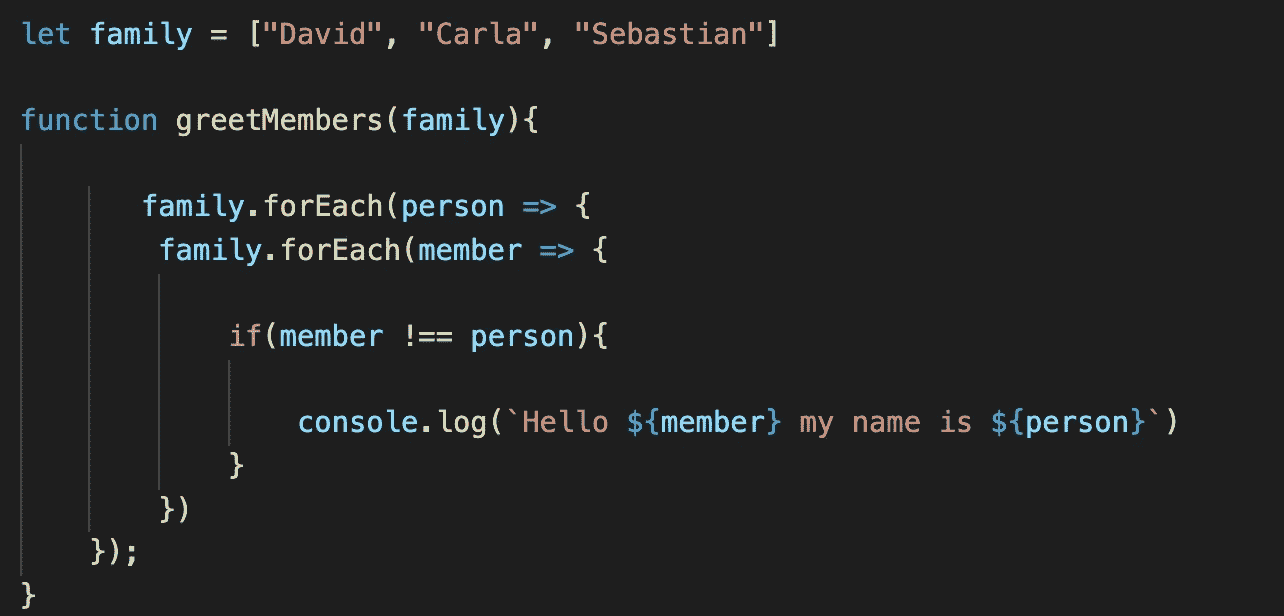 let family = ["David", "Carla", "Sebastian"]
function greetMembers(family){
family.forEach(person => {
family.forEach(member => {
if(member !== person){
console.log(`Hello ${member} my name is ${person}`)
}
})
});
}